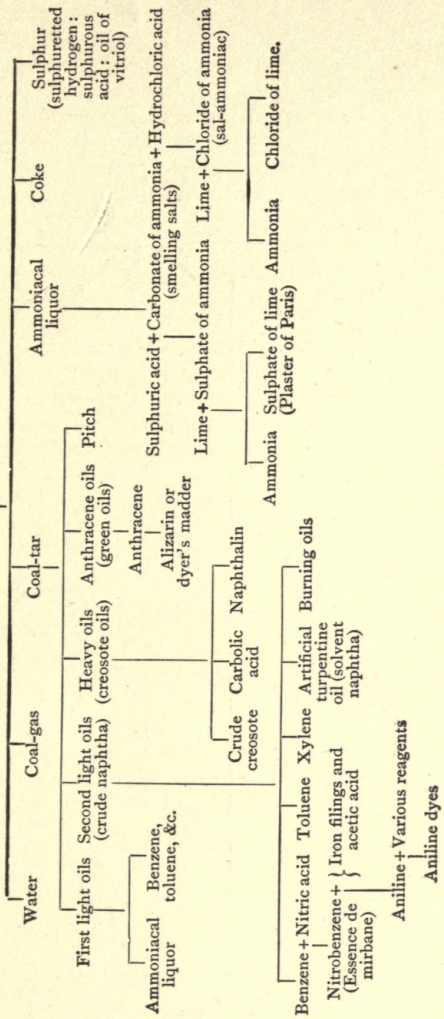 Water Coal-gas Coal-tar Ammoniacal liquor Coke Sulphur
(sulphuretted
hydrogen:
sulphurous
acid: oil of
vitriol)
First light oils Second light oils Heavy oils Anthracene oils Pitch
(crude naphtha) (creosote oils) (green oils)
Ammoniacal Benzene,
liquor toluene, &c.
Anthracene
Alizarin or
dyer's madder
Crude Carbolic Naphthalin
creosote acid
Benzene + Nitric acid Toluene Xylene Artificial Burning oils
turpentine
oil (solvent
naphtha)
Nitrobenzene + } Iron filings and
(Essence de acetic acid
mirbane)
Aniline + Various reagents
Aniline dyes
Sulphuric acid + Carbonate of ammonia + Hydrochloric acid
(smelling salts)
Lime + Sulphate of ammonia Lime + Chloride of ammonia
(sal-ammoniac)
Ammonia Sulphate of lime Ammonia Chloride of lime.
(Plaster of Paris)